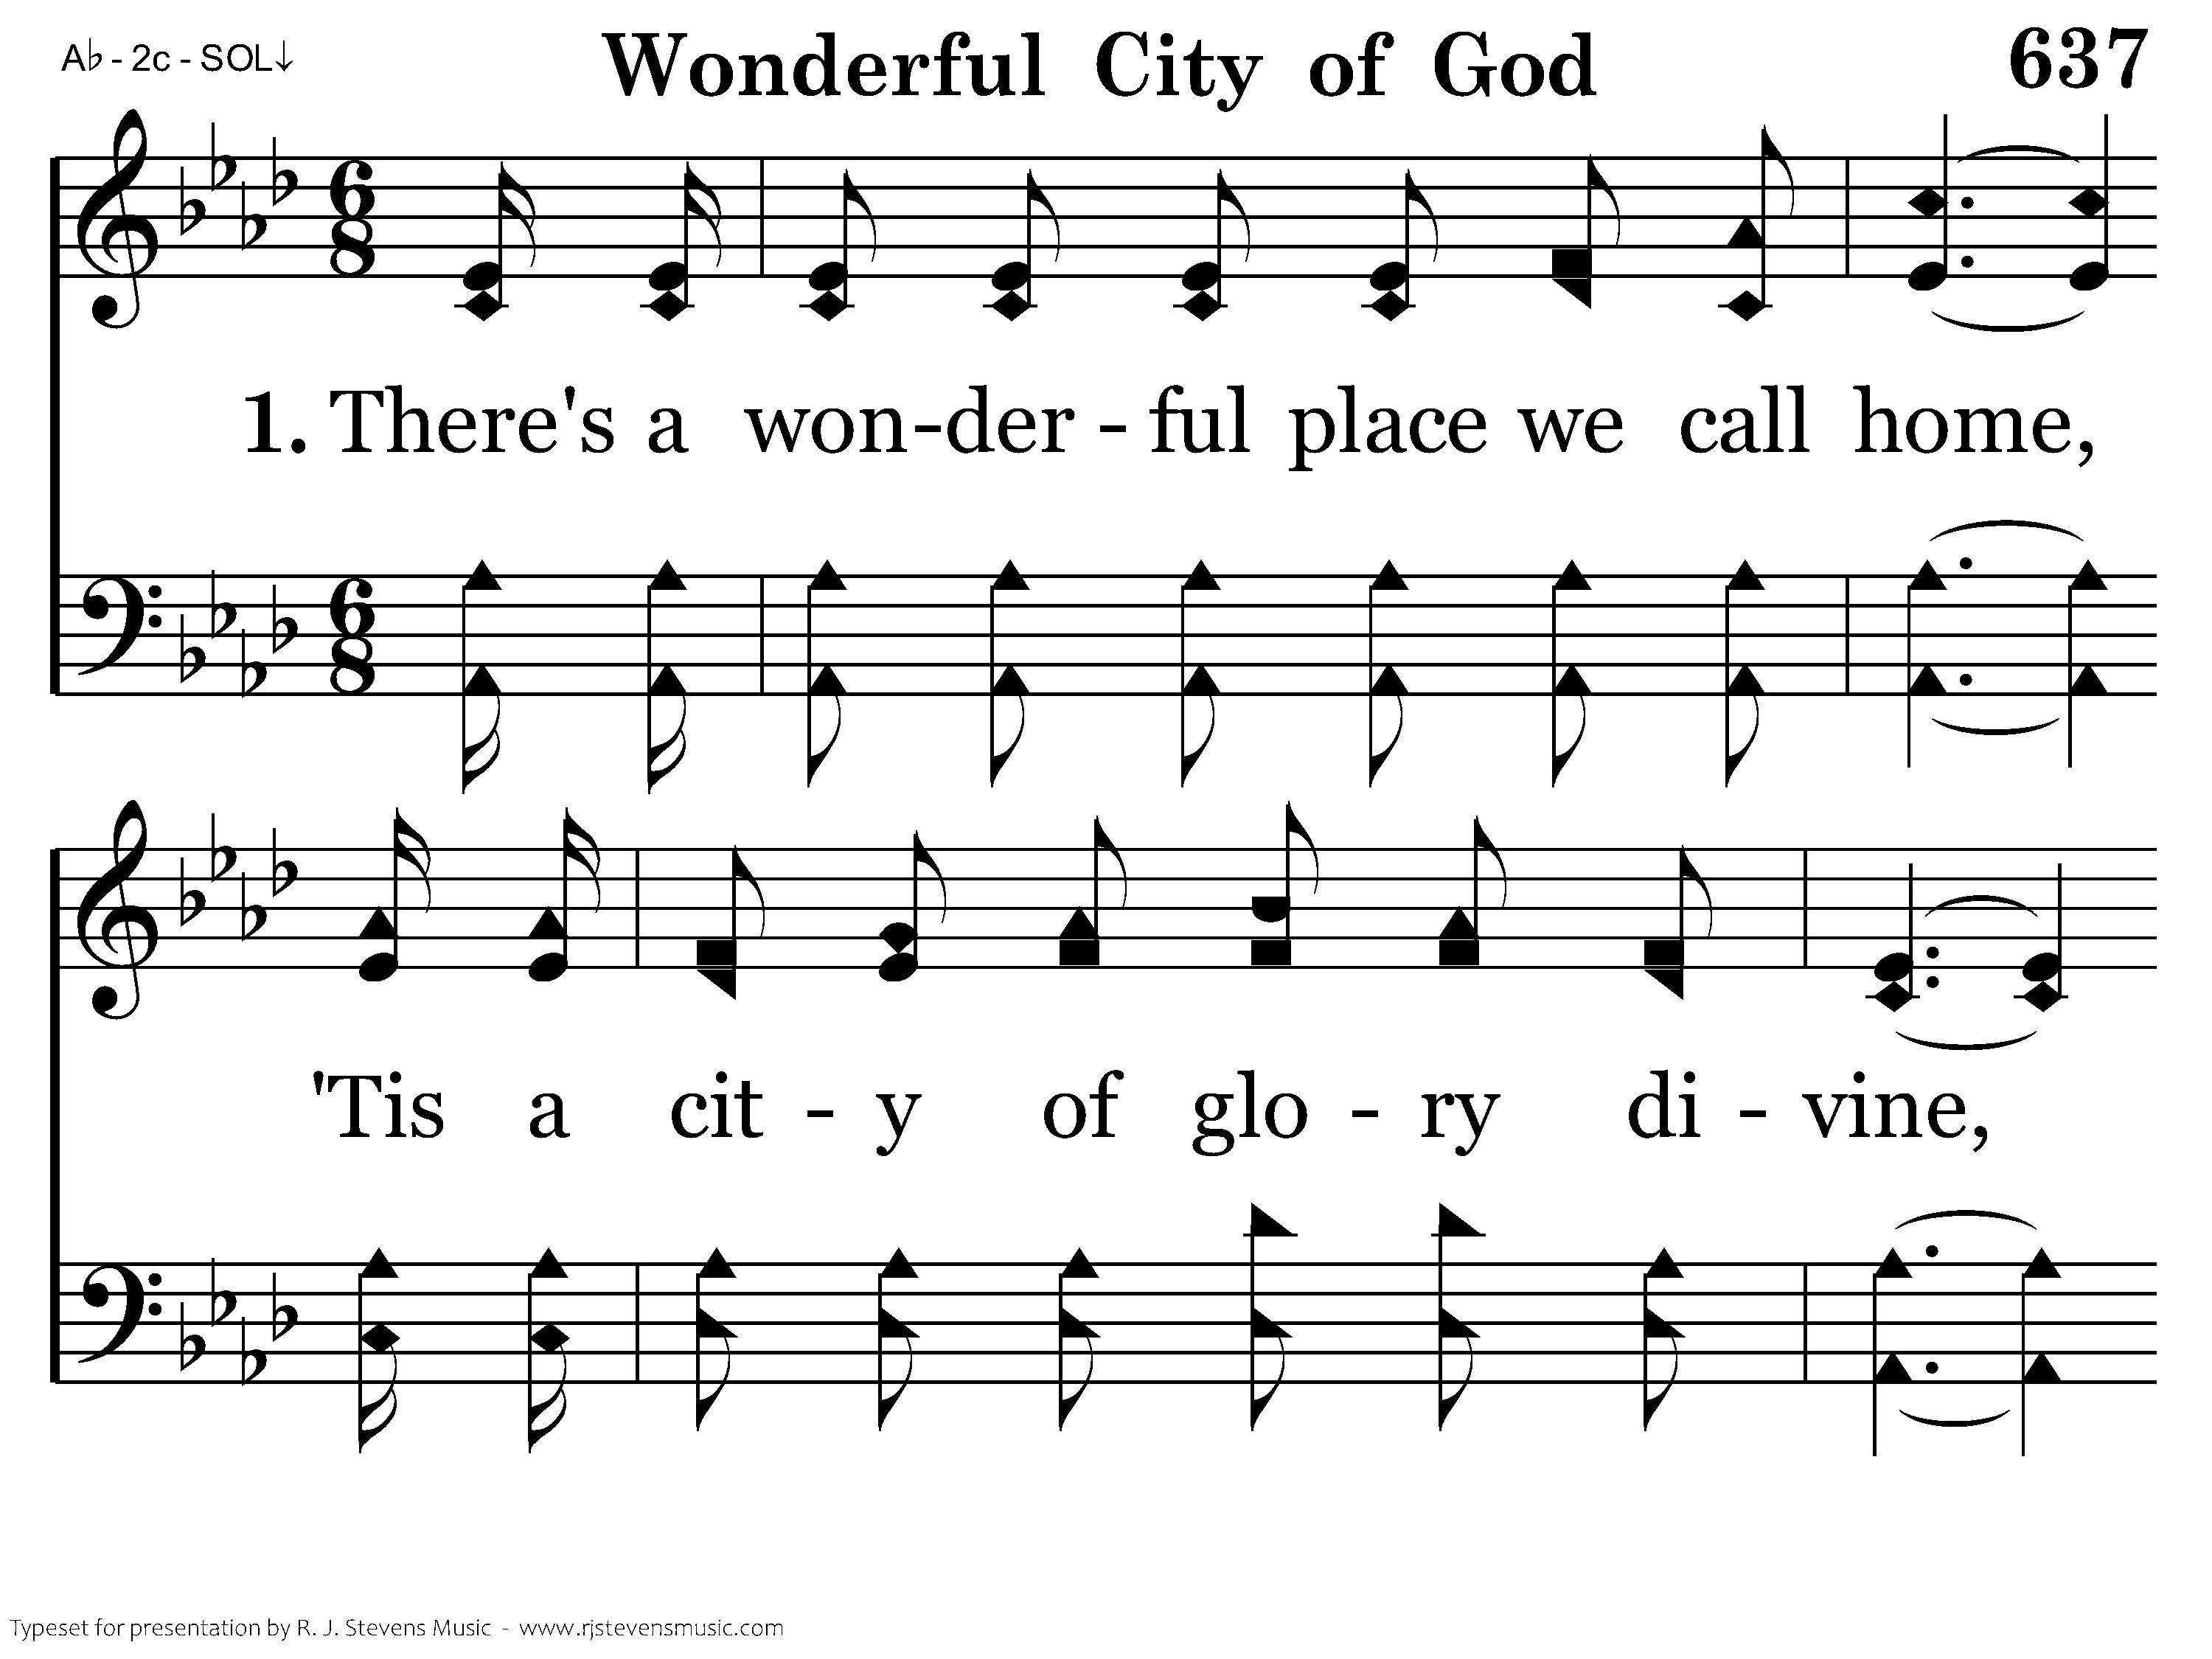 A♭ - 2c - SOL↓
Wonderful City of God
637
1. There's a won-der - ful place we call home,
'Tis a cit - y of glo - ry di - vine,
Typeset for presentation by R. J. Stevens Music - www.rjstevensmusic.com